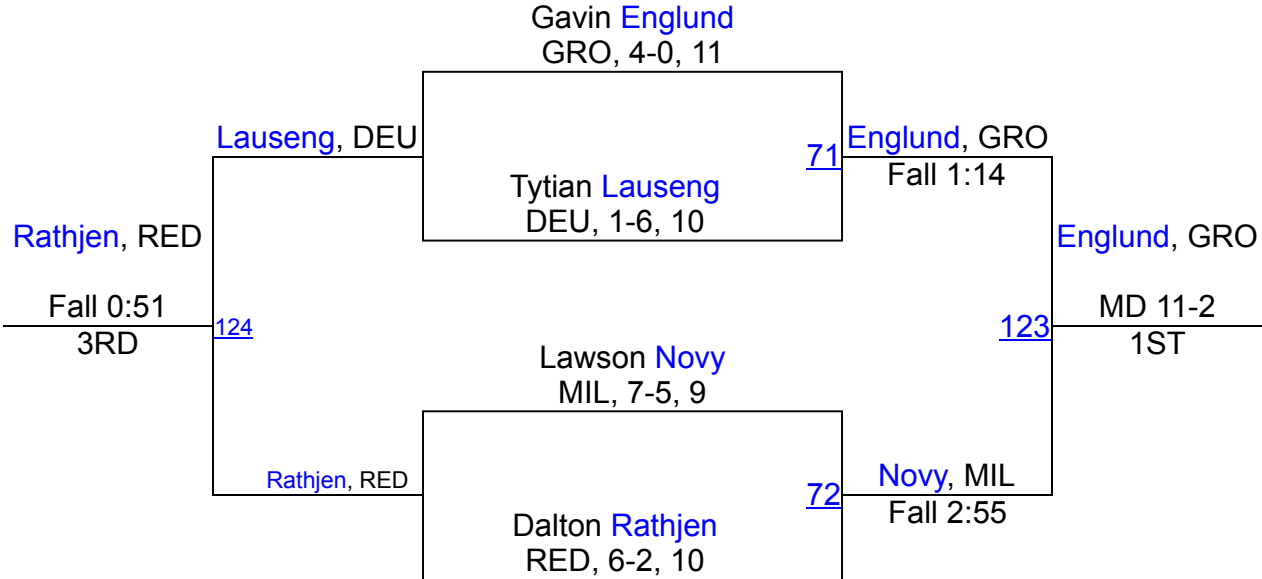 Gavin Englund
GRO, 4-0, 11
Lauseng, DEU
71
Englund, GRO
Fall 1:14
Tytian Lauseng
DEU, 1-6, 10
Rathjen, RED
Englund, GRO
Fall 0:51
3RD
124
123
MD 11-2
1ST
Lawson Novy
MIL, 7-5, 9
Rathjen, RED
72
Novy, MIL
Fall 2:55
Dalton Rathjen
RED, 6-2, 10